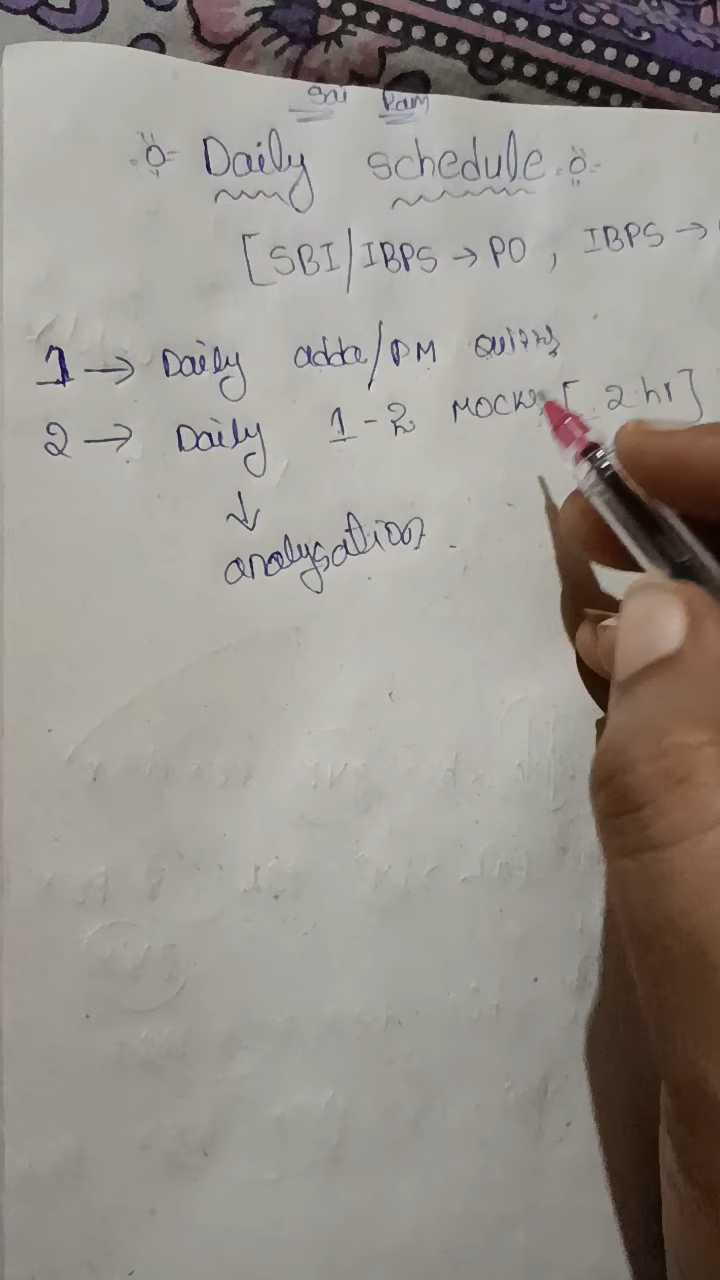 Sai Ram
Daily schedule
[SBI/IBPS → PO, IBPS →
1 → Daily adda/PM
2 → Daily 1-2 MOCKS [2 hr]
↓
analysation